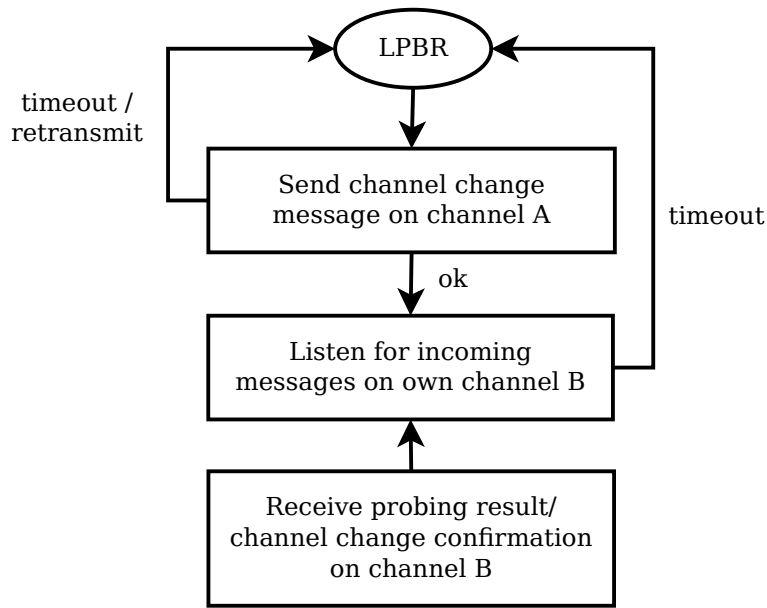 LPBR
timeout /
retransmit
Send channel change
message on channel A
timeout
ok
Listen for incoming
messages on own channel B
Receive probing result/
channel change confirmation
on channel B